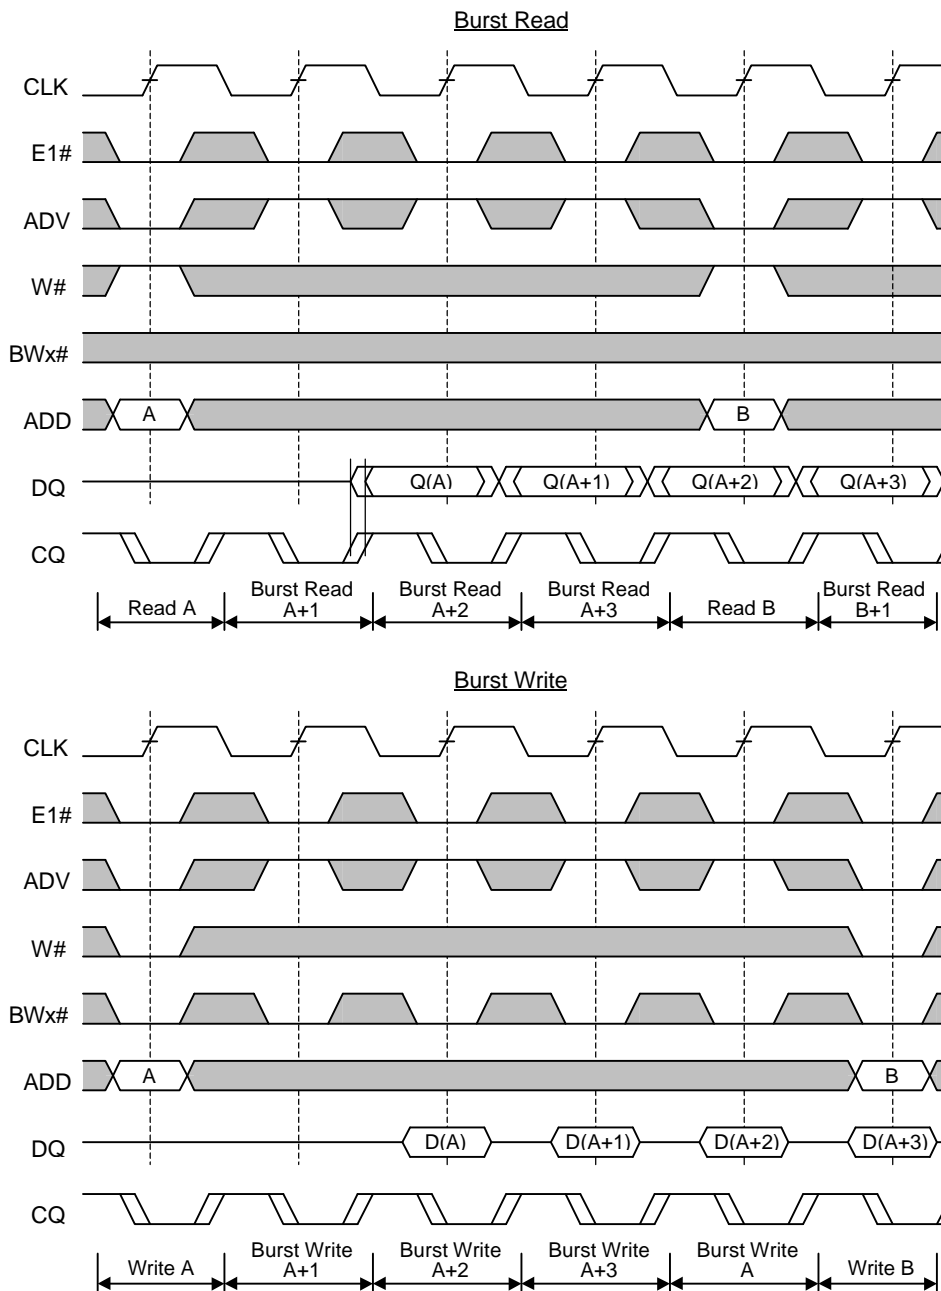 Burst Read
CLK
E1#
ADV
W#
BWx#
ADD A B
DQ Q(A) Q(A+1) Q(A+2) Q(A+3)
CQ
Read A Burst Read A+1 Burst Read A+2 Burst Read A+3 Read B Burst Read B+1
Burst Write
CLK
E1#
ADV
W#
BWx#
ADD A B
DQ D(A) D(A+1) D(A+2) D(A+3)
CQ
Write A Burst Write A+1 Burst Write A+2 Burst Write A+3 Burst Write A Write B